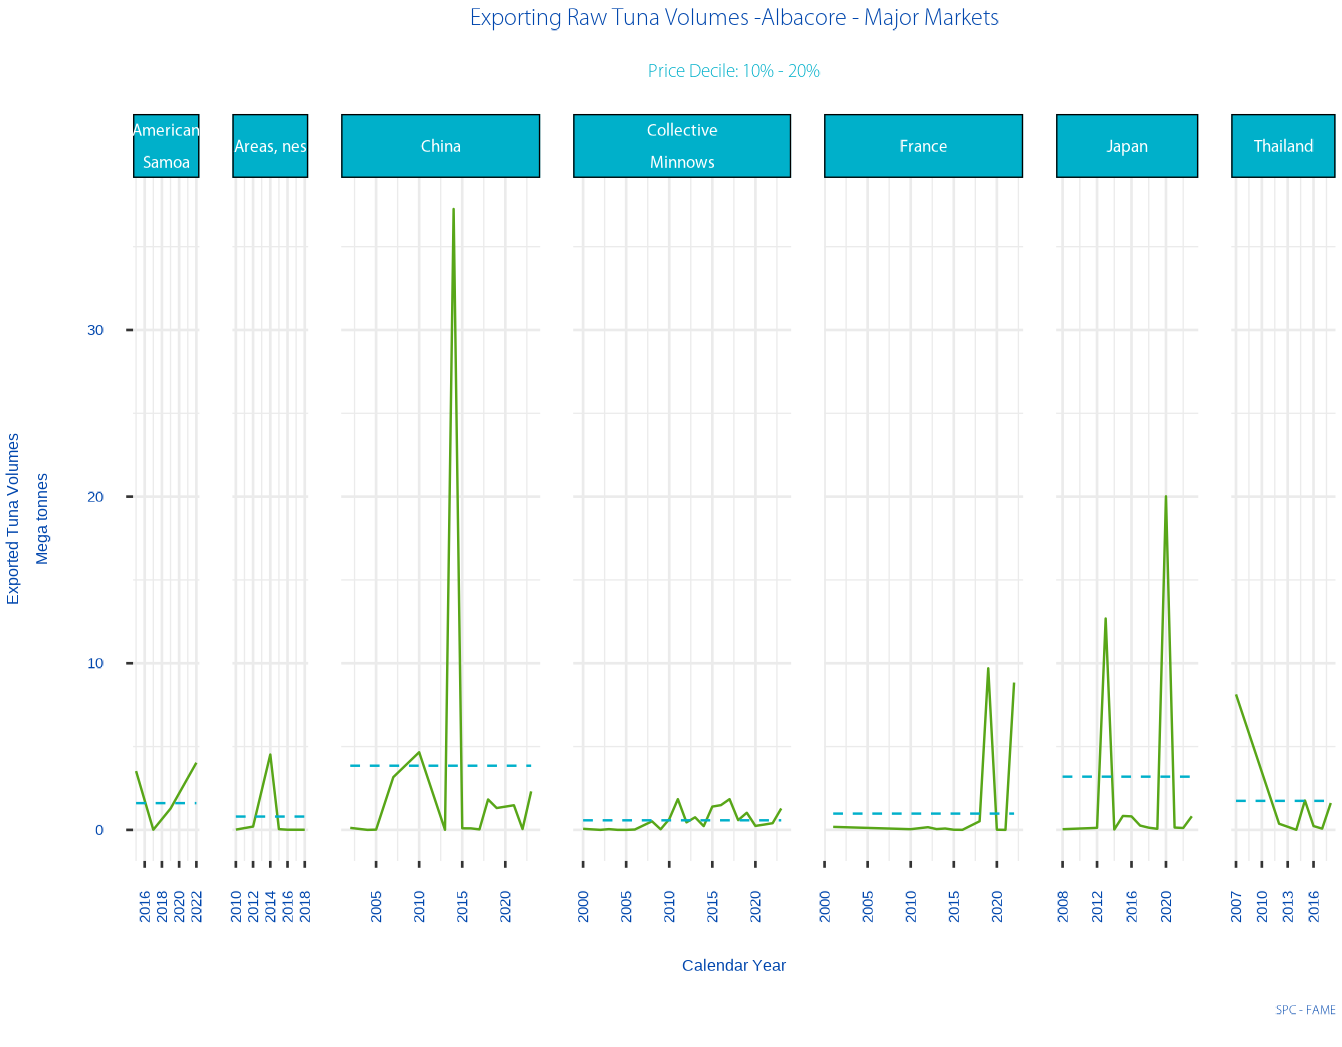 Exporting Raw Tuna Volumes -Albacore - Major Markets
Price Decile: 10% - 20%
American
Samoa
Areas, nes
China
Collective
Minnows
France
Japan
Thailand
Exported Tuna Volumes
Mega tonnes
30
20
10
0
2016 2018 2020 2022
2010 2012 2014 2016 2018
2005 2010 2015 2020
2000 2005 2010 2015 2020
2000 2005 2010 2015 2020
2008 2012 2016 2020
2007 2010 2013 2016
Calendar Year
SPC - FAME